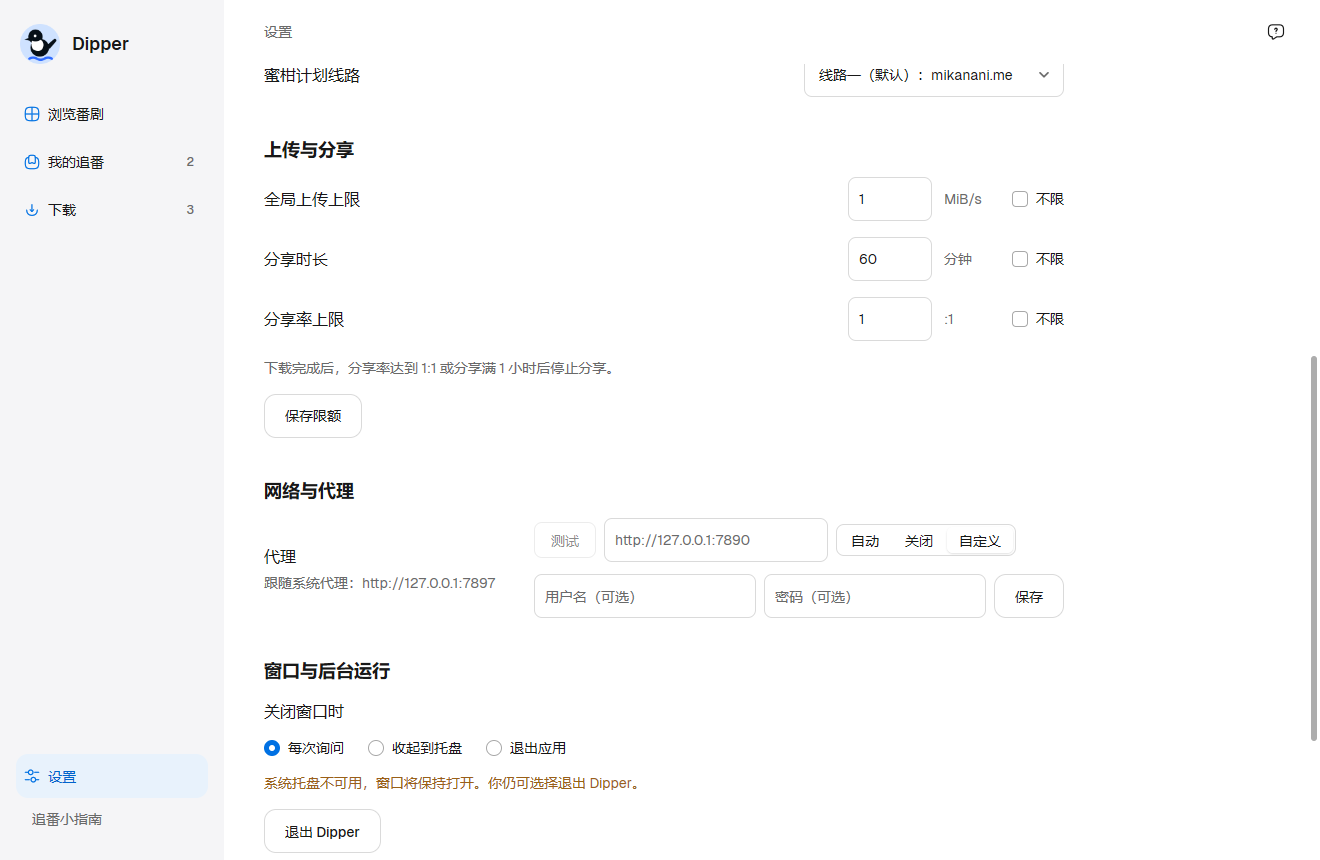 Dipper
浏览番剧
我的追番 2
下载 3
设置
追番小指南
设置
蜜柑计划线路
线路一（默认）：mikanani.me
上传与分享
全局上传上限 1 MiB/s 不限
分享时长 60 分钟 不限
分享率上限 1 :1 不限
下载完成后，分享率达到 1:1 或分享满 1 小时后停止分享。
保存限额
网络与代理
代理
跟随系统代理：http://127.0.0.1:7897
测试 http://127.0.0.1:7890 自动 关闭 自定义
用户名（可选） 密码（可选） 保存
窗口与后台运行
关闭窗口时
每次询问 收起到托盘 退出应用
系统托盘不可用，窗口将保持打开。你仍可选择退出 Dipper。
退出 Dipper